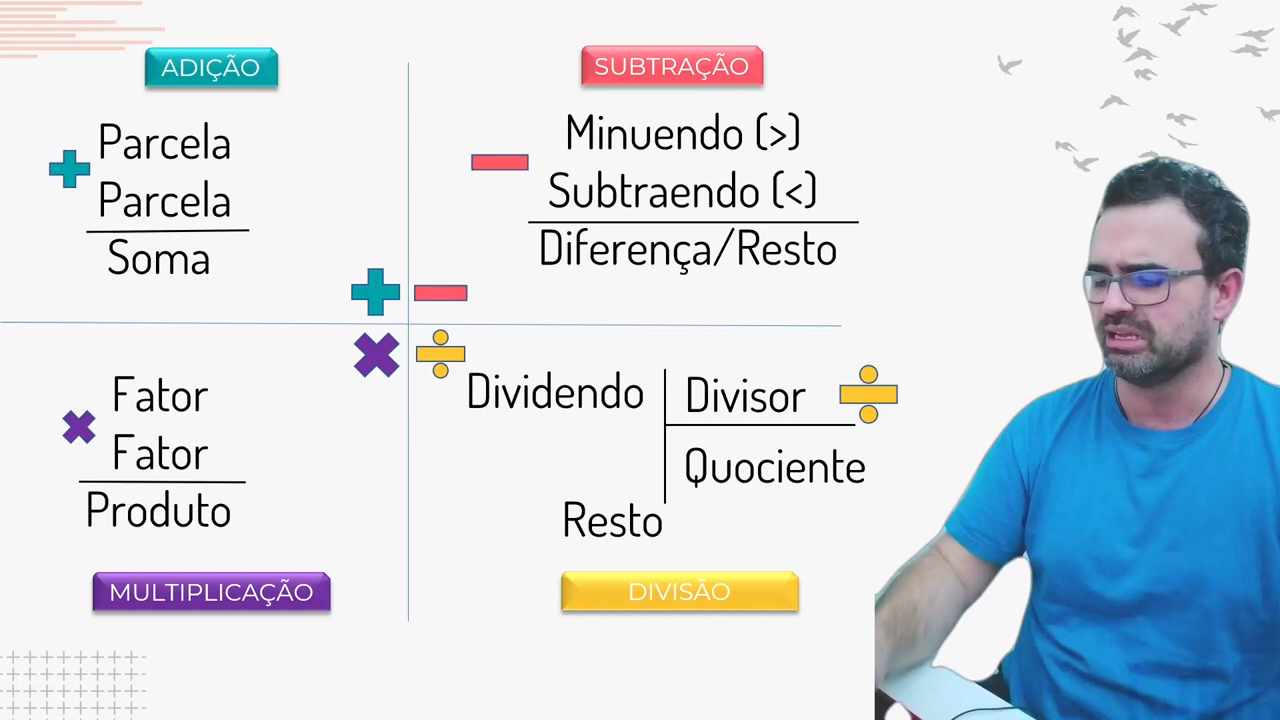 ADIÇÃO
Parcela
Parcela
Soma
SUBTRAÇÃO
Minuendo (>)
Subtraendo (<)
Diferença/Resto
Fator
Fator
Produto
MULTIPLICAÇÃO
Dividendo
Divisor
Quociente
Resto
DIVISÃO